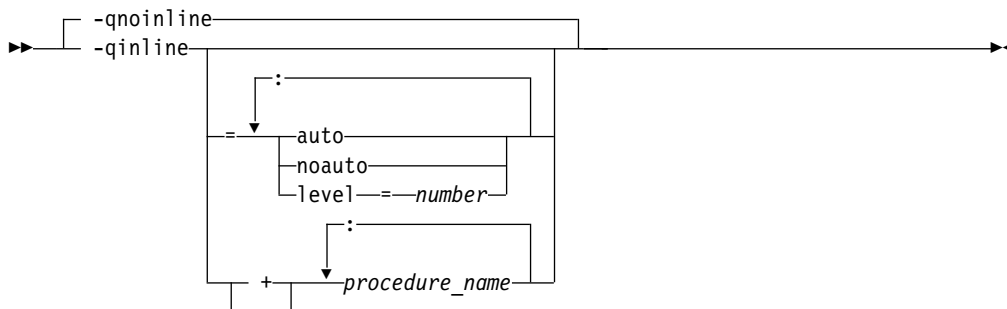 -qnoinline
-qinline
:
= auto
noauto
level = number
:
+ procedure_name